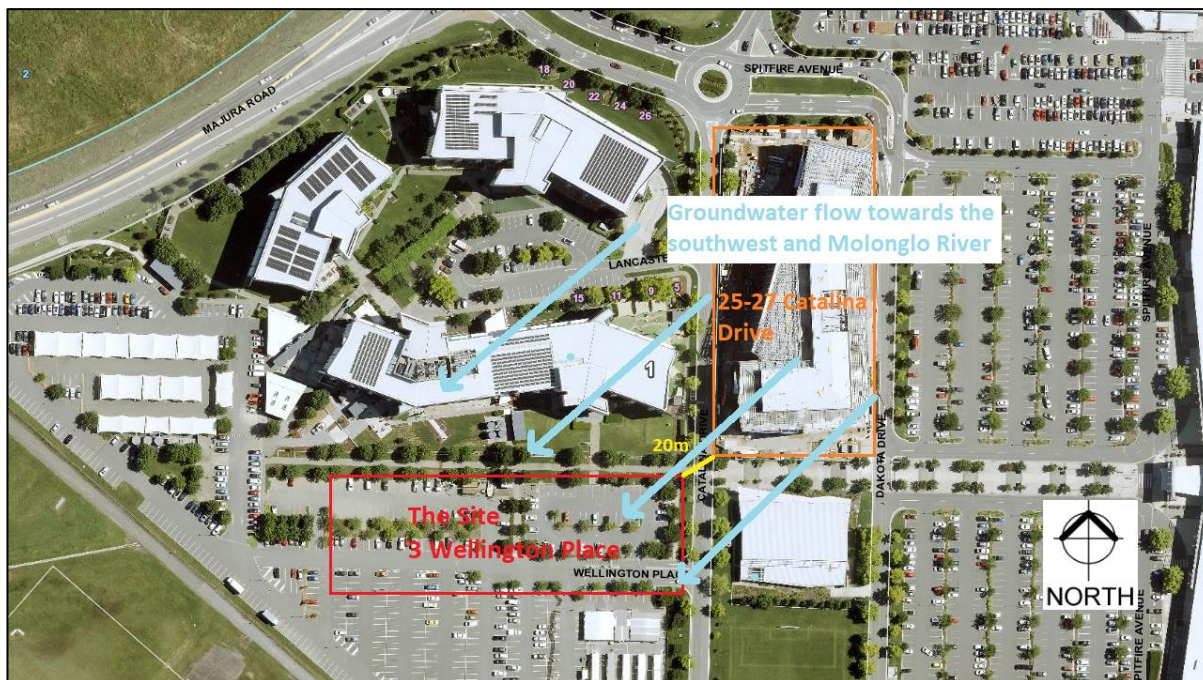 2
MAJURA ROAD
18
20
22
24
26
SPITFIRE AVENUE
Groundwater flow towards the
southwest and Molonglo River
LANCASTE
15
11
9
5
25-27 Catalina
Drive
SPITFIRE AVENUE
1
20m
CATALINA DRIVE
DAKOTA DRIVE
The Site
3 Wellington Place
WELLINGTON PLAC
NORTH
SPITFIRE AVENUE